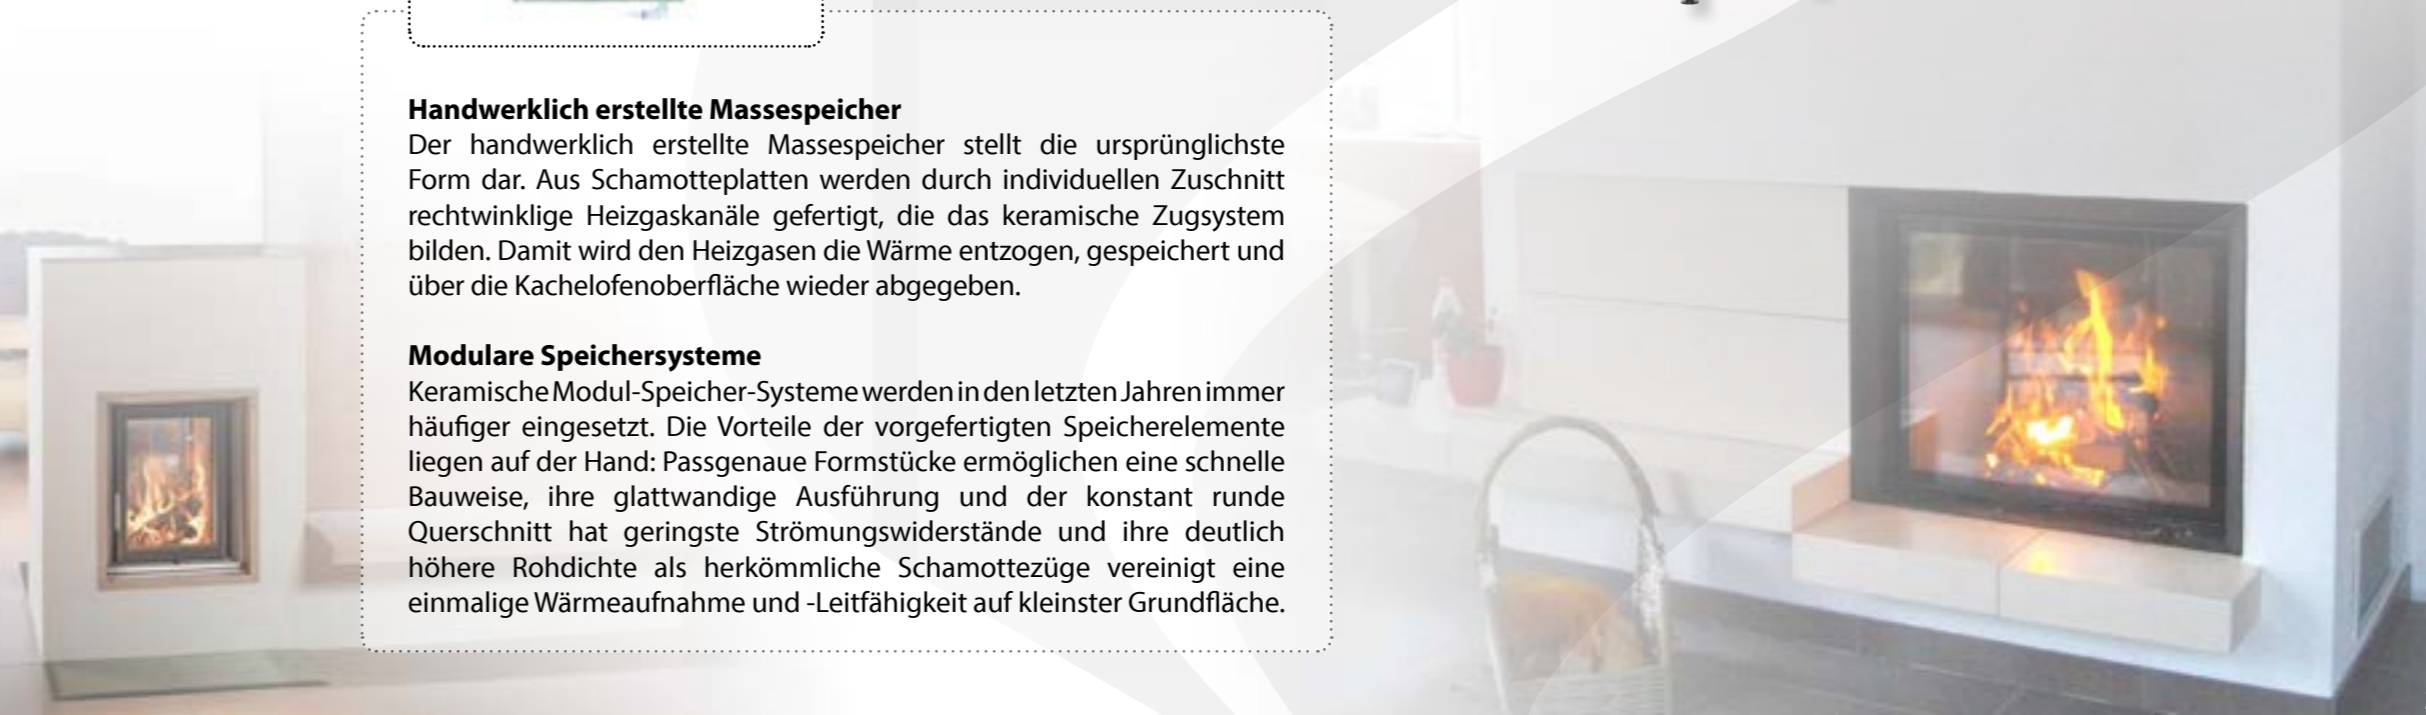 Handwerklich erstellte Massespeicher
Der handwerklich erstellte Massespeicher stellt die ursprünglichste
Form dar. Aus Schamotteplatten werden durch individuellen Zuschnitt
rechtwinklige Heizgaskanäle gefertigt, die das keramische Zugsystem
bilden. Damit wird den Heizgasen die Wärme entzogen, gespeichert und
über die Kachelofenoberfläche wieder abgegeben.
Modulare Speichersysteme
Keramische Modul-Speicher-Systeme werden in den letzten Jahren immer
häufiger eingesetzt. Die Vorteile der vorgefertigten Speicherelemente
liegen auf der Hand: Passgenaue Formstücke ermöglichen eine schnelle
Bauweise, ihre glattwandige Ausführung und der konstant runde
Querschnitt hat geringste Strömungswiderstände und ihre deutlich
höhere Rohdichte als herkömmliche Schamottezüge vereinigt eine
einmalige Wärmeaufnahme und -Leitfähigkeit auf kleinster Grundfläche.